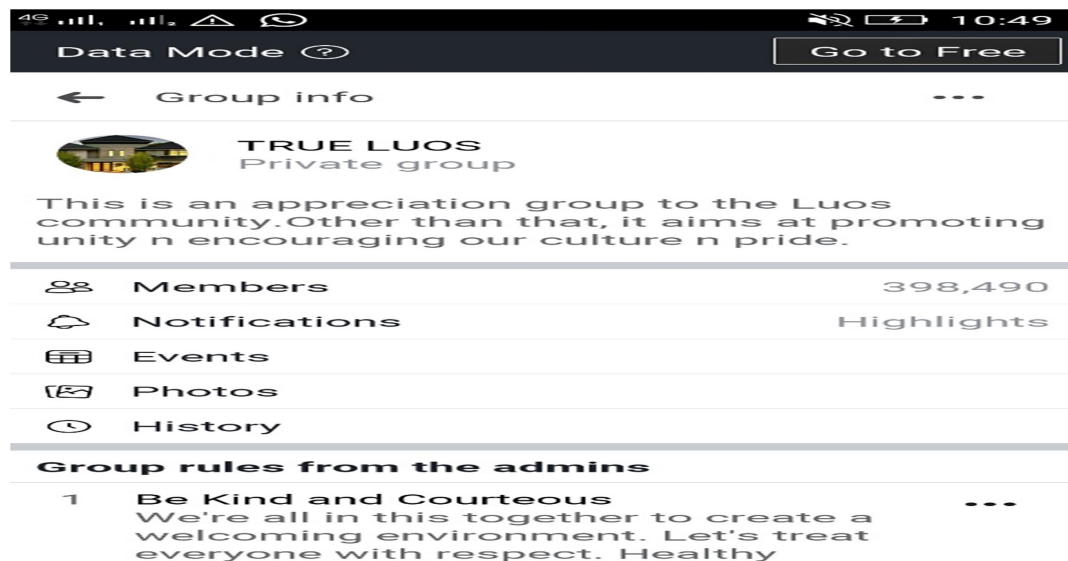 4G 10:49
Data Mode Go to Free
Group info
TRUE LUOS
Private group
This is an appreciation group to the Luos
community.Other than that, it aims at promoting
unity n encouraging our culture n pride.
Members 398,490
Notifications Highlights
Events
Photos
History
Group rules from the admins
1 Be Kind and Courteous
We're all in this together to create a
welcoming environment. Let's treat
everyone with respect. Healthy